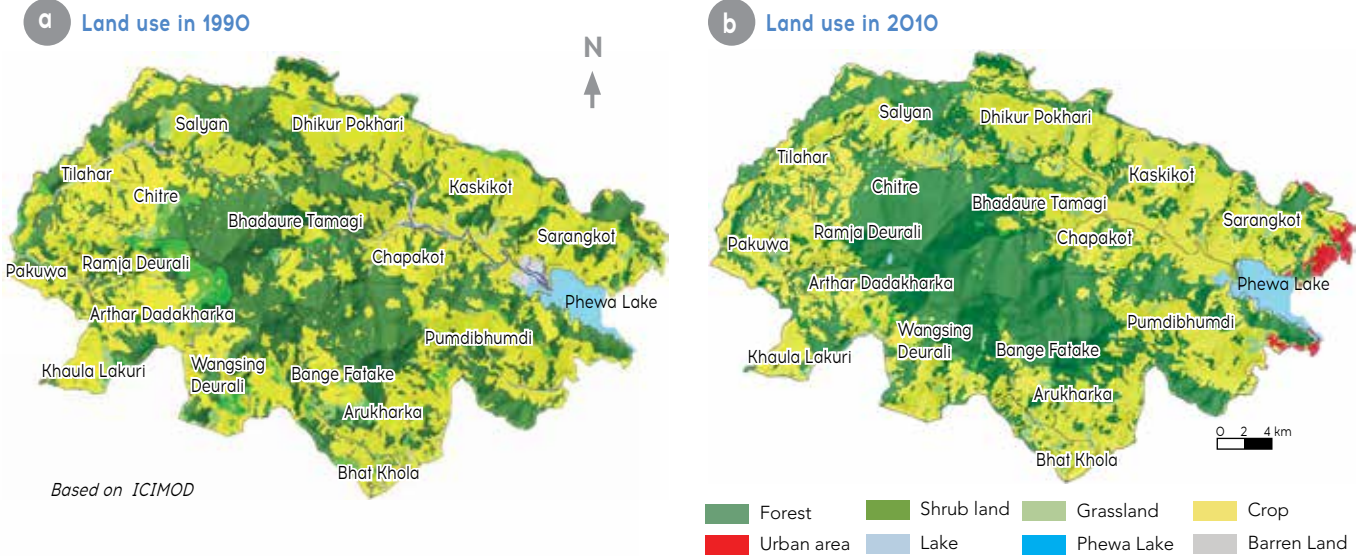 a Land use in 1990
N
Salyan
Dhikur Pokhari
Tilahar
Chitre
Kaskikot
Bhadaure Tamagi
Sarangkot
Chapakot
Pakuwa
Ramja Deurali
Phewa Lake
Arthar Dadakharka
Pumdibhumdi
Wangsing
Deurali
Khaula Lakuri
Bange Fatake
Arukharka
Bhat Khola
Based on ICIMOD
b Land use in 2010
Salyan
Dhikur Pokhari
Tilahar
Chitre
Kaskikot
Bhadaure Tamagi
Sarangkot
Ramja Deurali
Chapakot
Pakuwa
Arthar Dadakharka
Phewa Lake
Pumdibhumdi
Wangsing
Deurali
Bange Fatake
Khaula Lakuri
Arukharka
Bhat Khola
0 2 4 km
Forest
Shrub land
Grassland
Crop
Urban area
Lake
Phewa Lake
Barren Land